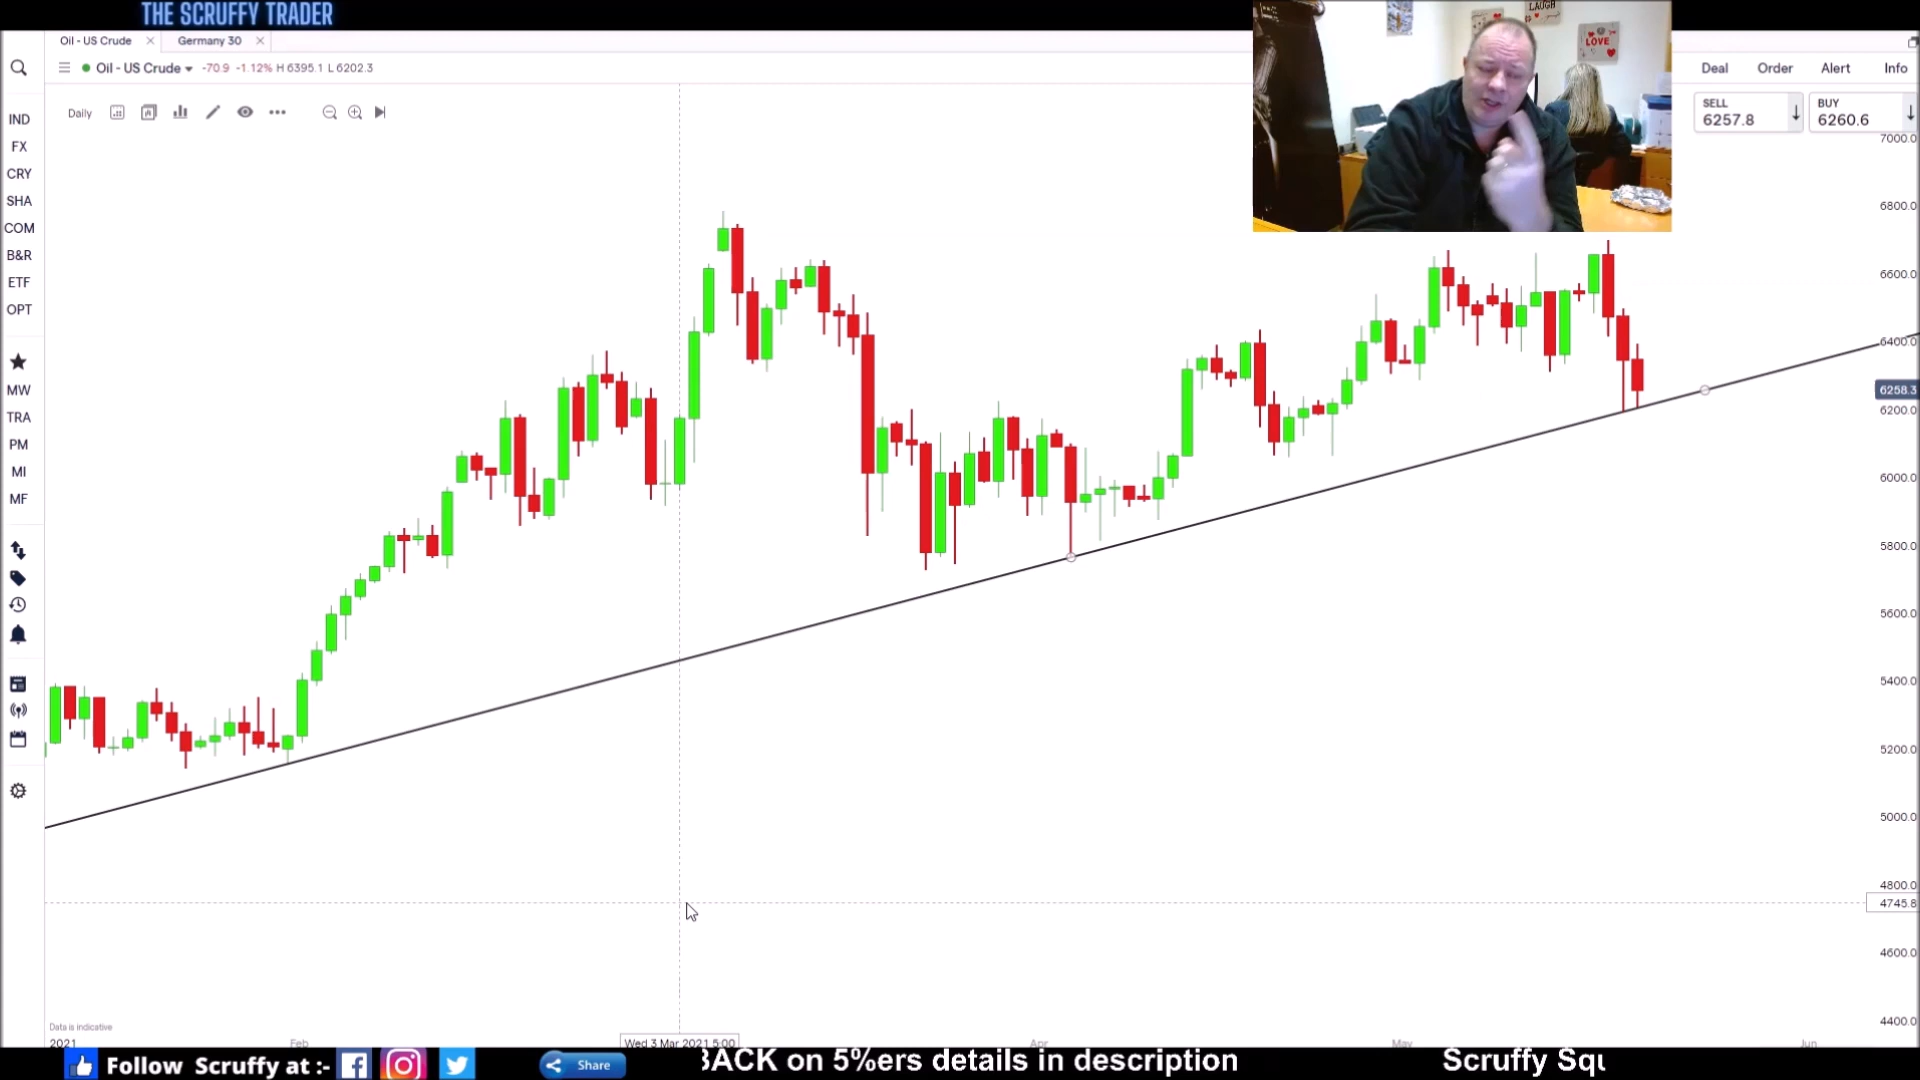 THE SCRUFFY TRADER
Oil - US Crude
Germany 30
Oil - US Crude -70.9 -1.12% H 6395.1 L 6202.3
Daily
LAUGH
LOVE
Deal Order Alert Info
SELL
6257.8
BUY
6260.6
IND
FX
CRY
SHA
COM
B&R
ETF
OPT
MW
TRA
PM
MI
MF
7000.0
6800.0
6600.0
6400.0
6258.3
6200.0
6000.0
5800.0
5600.0
5400.0
5200.0
5000.0
4800.0
4745.8
4600.0
4400.0
Data is indicative
2021 Feb Wed 3 Mar 2021 5:00 Apr May Jun
Follow Scruffy at :- Share BACK on 5%ers details in description Scruffy Squ